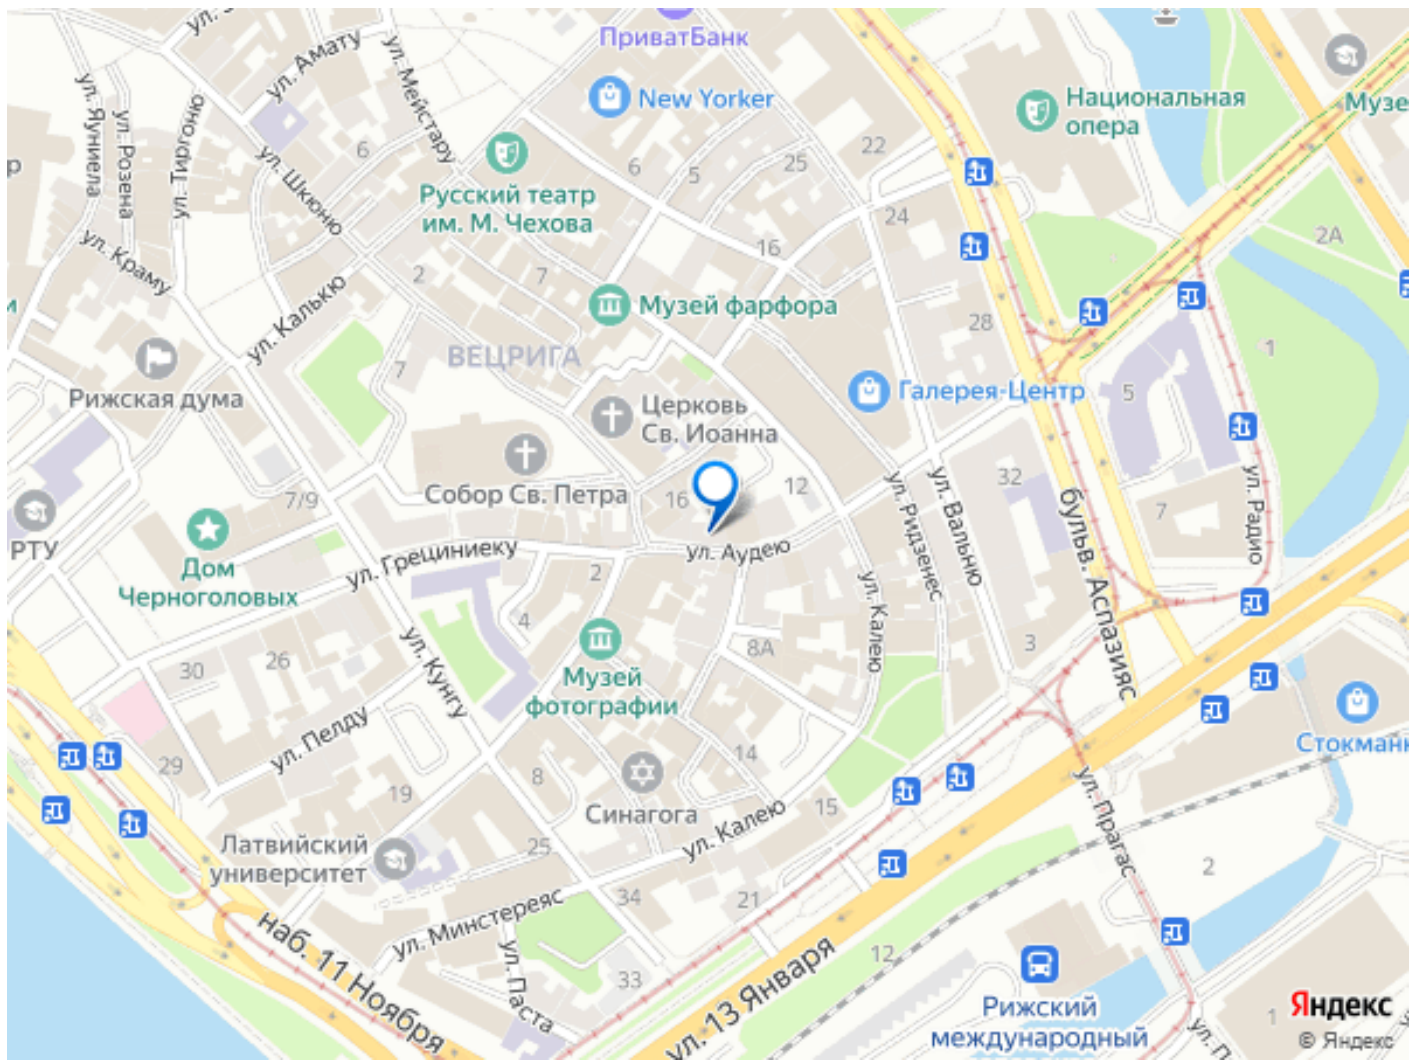 ПриватБанк
ул. Амату
ул. Мейстару
New Yorker
Национальная
опера
Музе
ул. Яуниела
ул. Розена
ул. Тиргоню
6
22
25
6
5
Русский театр
им. М. Чехова
ул. Шкюню
24
2А
16
ул. Краму
2
7
ул. Калькю
Музей фарфора
28
1
ВЕЦРИГА
7
Рижская дума
Галерея-Центр
5
Церковь
Св. Иоанна
Собор Св. Петра
16
12
32
7/9
ул. Ридзенес
ул. Вальню
бульв. Аспазияс
7
ул. Радио
РТУ
Дом
Черноголовых
ул. Грециниеку
ул. Аудею
2
4
ул. Калею
8А
3
30
26
ул. Кунгу
Музей
фотографии
ул. Пелду
29
19
8
14
15
Стокман
Синагога
ул. Калею
ул. Прагас
Латвийский
университет
25
34
21
2
ул. Минстереяс
наб. 11 Ноября
ул. Паста
33
ул. 13 Января
12
Рижский
международный
1
Яндекс
© Яндекс